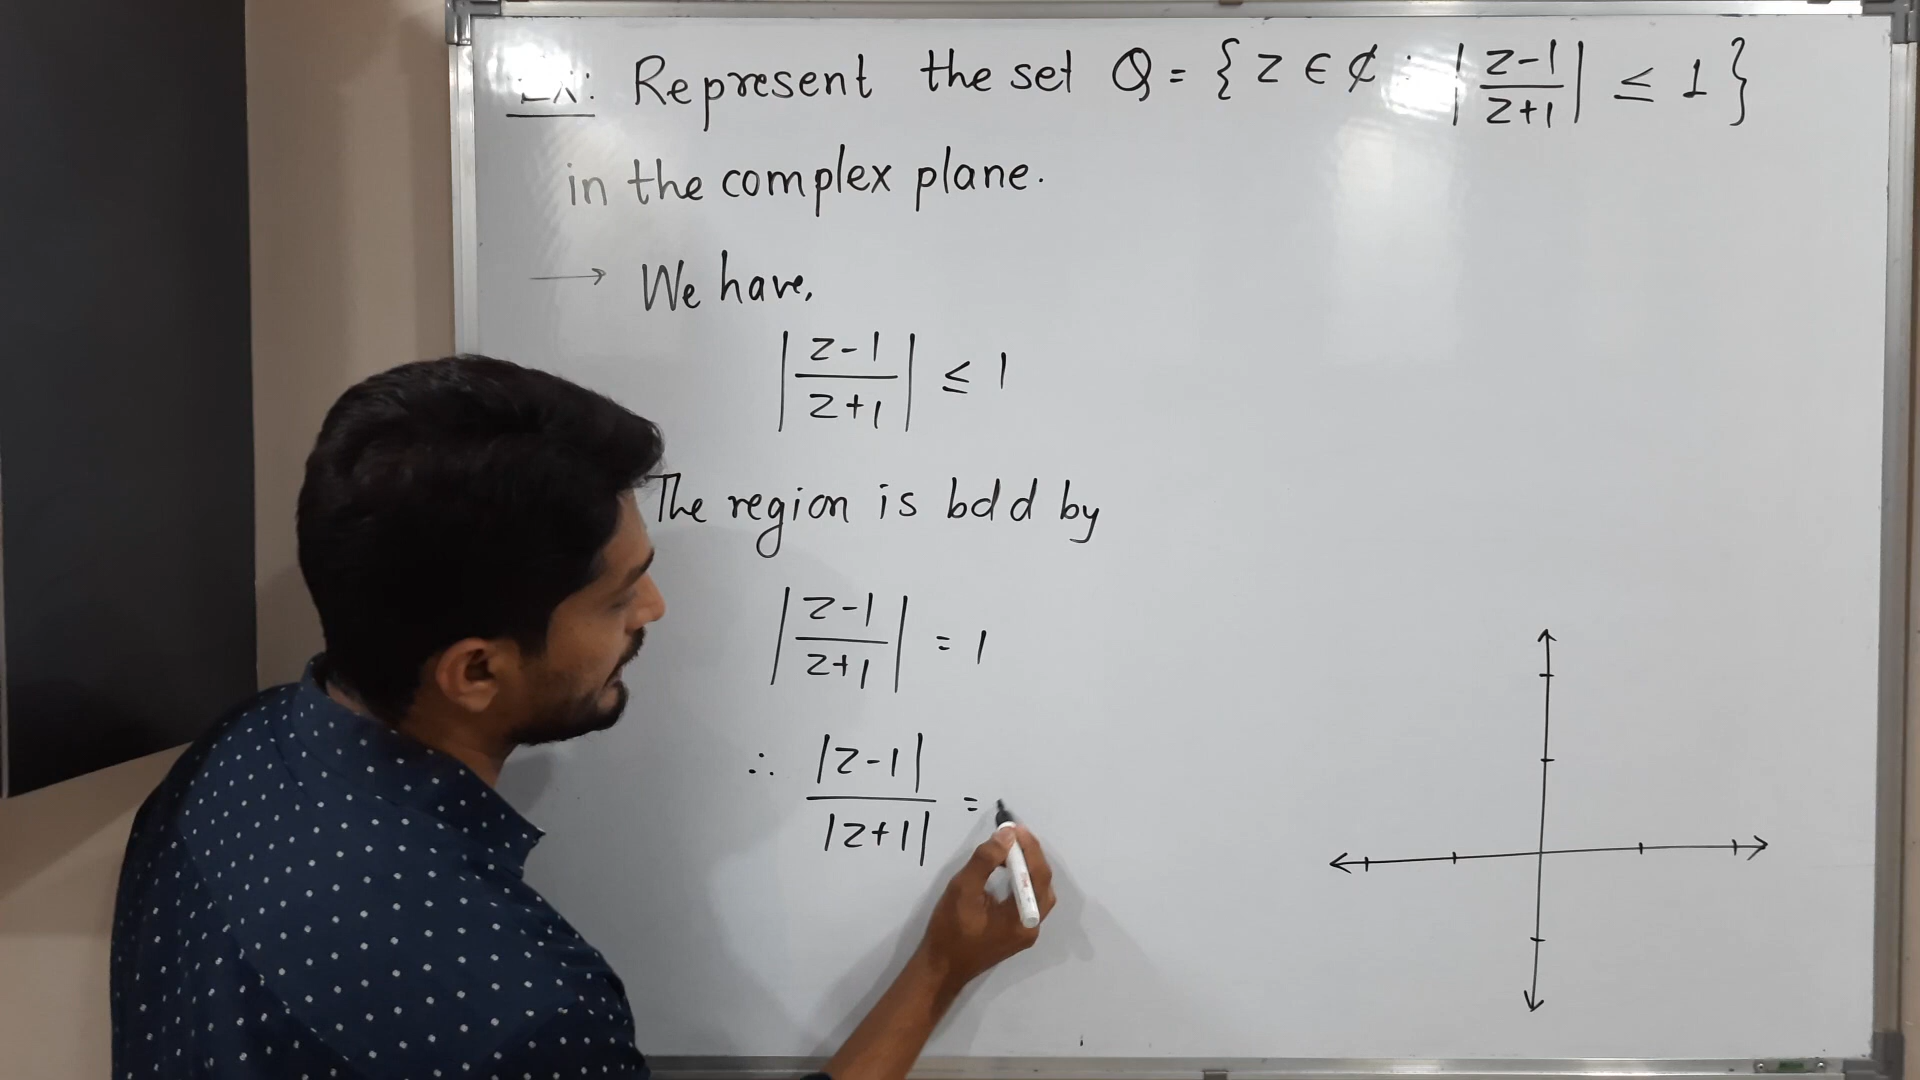 Ex: Represent the set Q = { z ∈ ₵ : |z-1/z+1| ≤ 1 }
in the complex plane.
→ We have,
|z-1/z+1| ≤ 1
The region is bdd by
|z-1/z+1| = 1
∴ |z-1|/|z+1| =